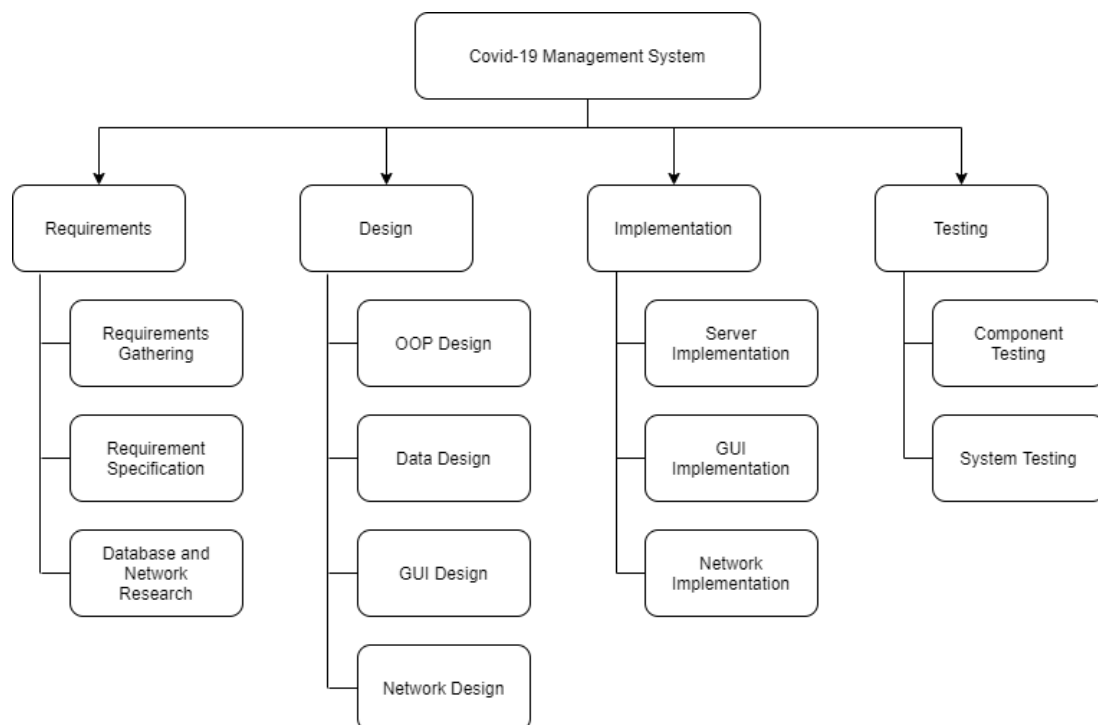 Covid-19 Management System
Requirements
Design
Implementation
Testing
Requirements
Gathering
OOP Design
Server
Implementation
Component
Testing
Requirement
Specification
Data Design
GUI
Implementation
System Testing
Database and
Network
Research
GUI Design
Network
Implementation
Network Design